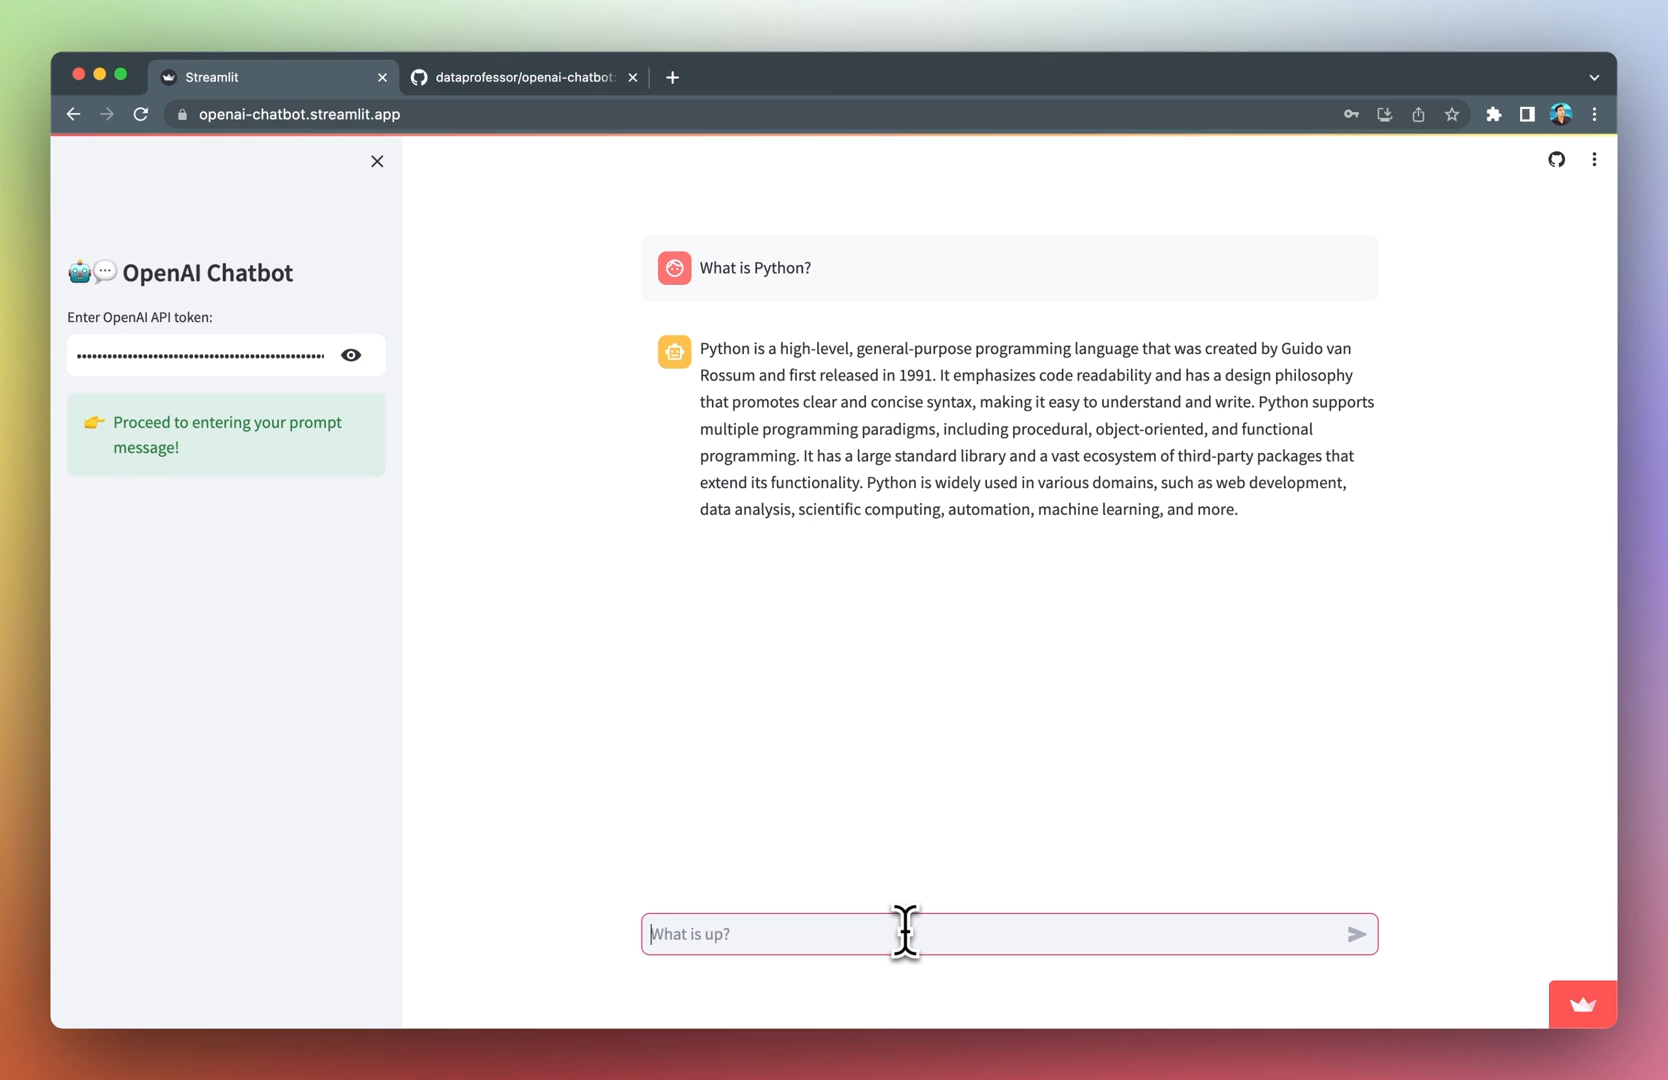 Streamlit
dataprofessor/openai-chatbot
openai-chatbot.streamlit.app
OpenAI Chatbot
Enter OpenAI API token:
Proceed to entering your prompt
message!
What is Python?
Python is a high-level, general-purpose programming language that was created by Guido van
Rossum and first released in 1991. It emphasizes code readability and has a design philosophy
that promotes clear and concise syntax, making it easy to understand and write. Python supports
multiple programming paradigms, including procedural, object-oriented, and functional
programming. It has a large standard library and a vast ecosystem of third-party packages that
extend its functionality. Python is widely used in various domains, such as web development,
data analysis, scientific computing, automation, machine learning, and more.
What is up?